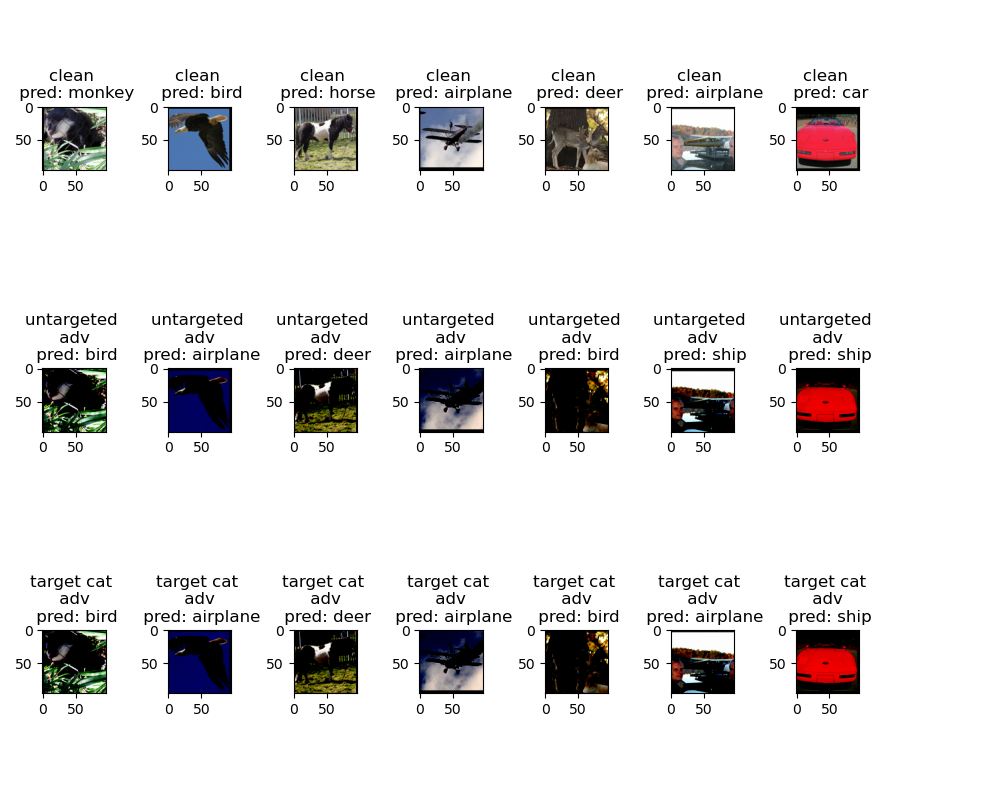 clean
pred: monkey
clean
pred: bird
clean
pred: horse
clean
pred: airplane
clean
pred: deer
clean
pred: airplane
clean
pred: car
0
50
0 50
0
50
0 50
0
50
0 50
0
50
0 50
0
50
0 50
0
50
0 50
0
50
0 50
untargeted
adv
pred: bird
untargeted
adv
pred: airplane
untargeted
adv
pred: deer
untargeted
adv
pred: airplane
untargeted
adv
pred: bird
untargeted
adv
pred: ship
untargeted
adv
pred: ship
0
50
0 50
0
50
0 50
0
50
0 50
0
50
0 50
0
50
0 50
0
50
0 50
0
50
0 50
target cat
adv
pred: bird
target cat
adv
pred: airplane
target cat
adv
pred: deer
target cat
adv
pred: airplane
target cat
adv
pred: bird
target cat
adv
pred: airplane
target cat
adv
pred: ship
0
50
0 50
0
50
0 50
0
50
0 50
0
50
0 50
0
50
0 50
0
50
0 50
0
50
0 50